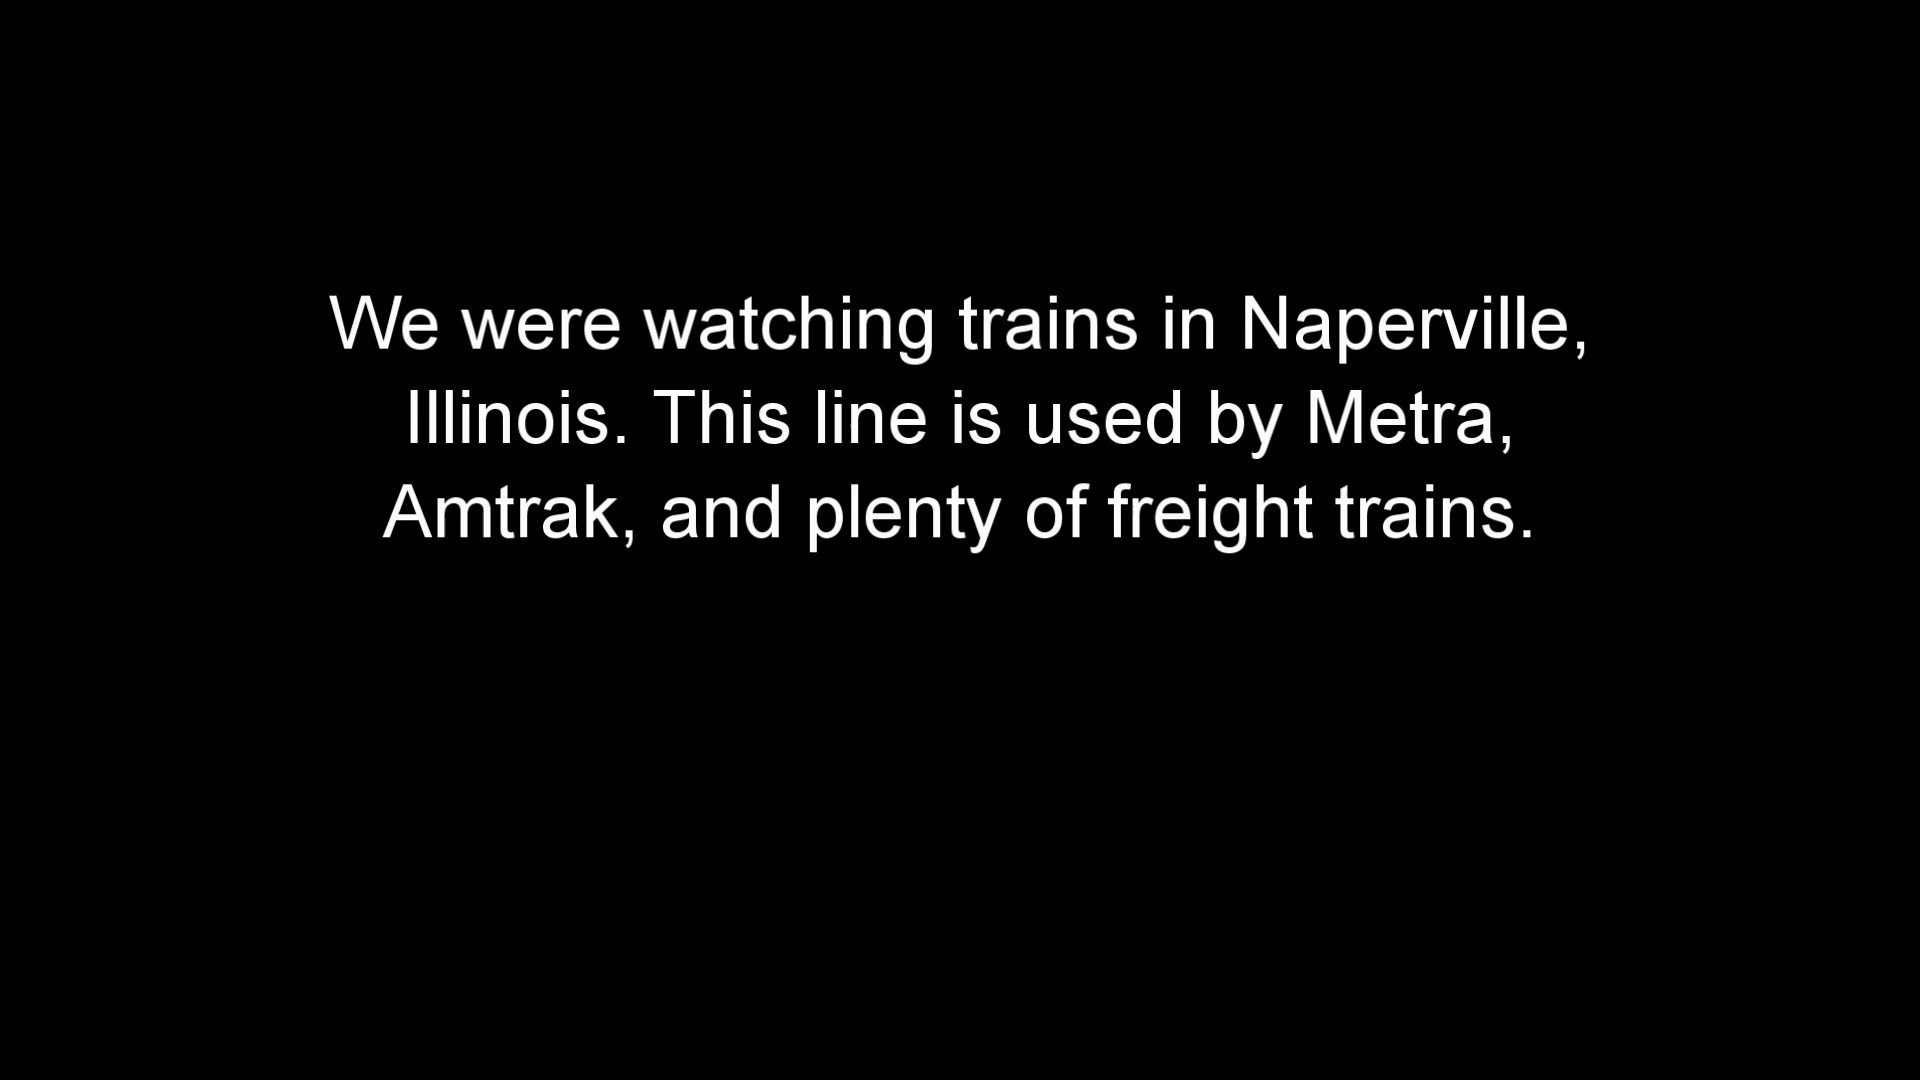 We were watching trains in Naperville,
Illinois. This line is used by Metra,
Amtrak, and plenty of freight trains.